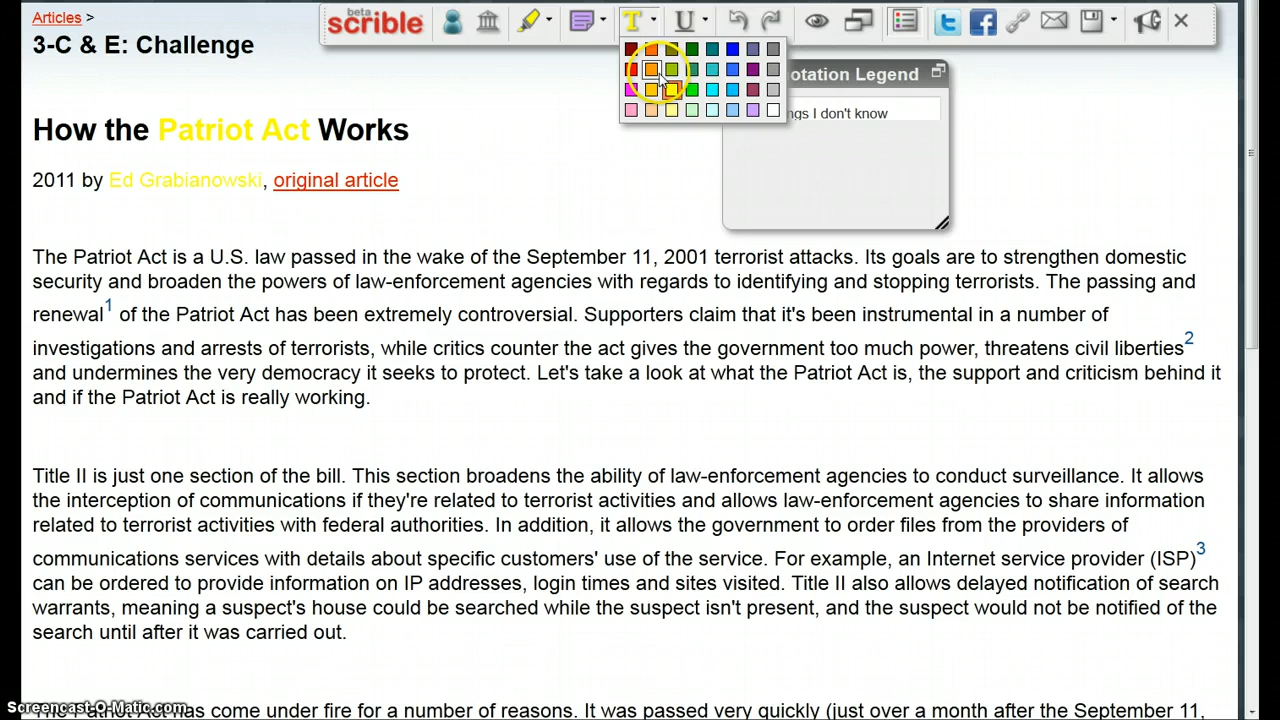 Articles >
3-C & E: Challenge
beta
scrible
T
U
otation Legend
ngs I don't know
How the Patriot Act Works
2011 by Ed Grabianowski, original article
The Patriot Act is a U.S. law passed in the wake of the September 11, 2001 terrorist attacks. Its goals are to strengthen domestic
security and broaden the powers of law-enforcement agencies with regards to identifying and stopping terrorists. The passing and
renewal1 of the Patriot Act has been extremely controversial. Supporters claim that it's been instrumental in a number of
investigations and arrests of terrorists, while critics counter the act gives the government too much power, threatens civil liberties2
and undermines the very democracy it seeks to protect. Let's take a look at what the Patriot Act is, the support and criticism behind it
and if the Patriot Act is really working.
Title II is just one section of the bill. This section broadens the ability of law-enforcement agencies to conduct surveillance. It allows
the interception of communications if they're related to terrorist activities and allows law-enforcement agencies to share information
related to terrorist activities with federal authorities. In addition, it allows the government to order files from the providers of
communications services with details about specific customers' use of the service. For example, an Internet service provider (ISP)3
can be ordered to provide information on IP addresses, login times and sites visited. Title II also allows delayed notification of search
warrants, meaning a suspect's house could be searched while the suspect isn't present, and the suspect would not be notified of the
search until after it was carried out.
The Patriot Act has come under fire for a number of reasons. It was passed very quickly (just over a month after the September 11,
Screencast-O-Matic.com